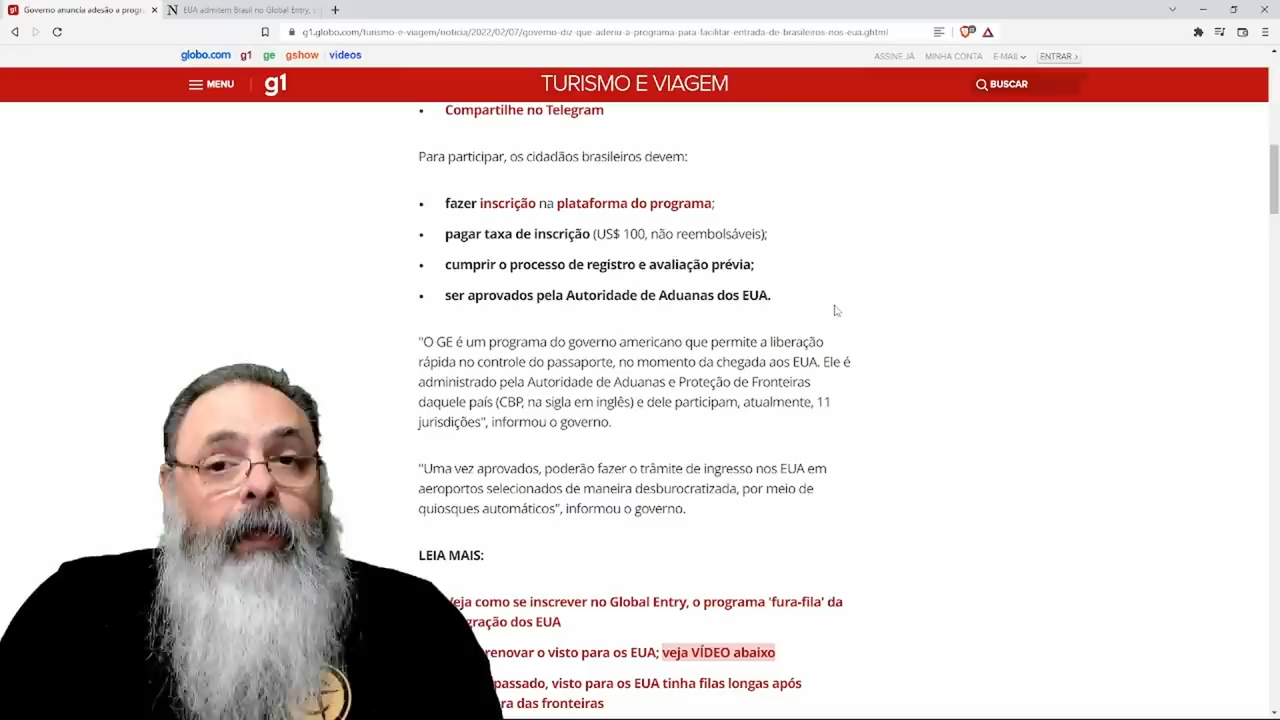 Governo anuncia adesão a progra
EUA admitem Brasil no Global Entry, s
g1.globo.com/turismo-e-viagem/noticia/2022/02/07/governo-diz-que-aderiu-a-programa-para-facilitar-entrada-de-brasileiros-nos-eua.ghtml
globo.com g1 ge gshow videos
ASSINE JÁ MINHA CONTA E-MAIL ENTRAR ›
MENU g1 TURISMO E VIAGEM BUSCAR
• Compartilhe no Telegram
Para participar, os cidadãos brasileiros devem:
• fazer inscrição na plataforma do programa;
• pagar taxa de inscrição (US$ 100, não reembolsáveis);
• cumprir o processo de registro e avaliação prévia;
• ser aprovados pela Autoridade de Aduanas dos EUA.
"O GE é um programa do governo americano que permite a liberação
rápida no controle do passaporte, no momento da chegada aos EUA. Ele é
administrado pela Autoridade de Aduanas e Proteção de Fronteiras
daquele país (CBP, na sigla em inglês) e dele participam, atualmente, 11
jurisdições", informou o governo.
"Uma vez aprovados, poderão fazer o trâmite de ingresso nos EUA em
aeroportos selecionados de maneira desburocratizada, por meio de
quiosques automáticos", informou o governo.
LEIA MAIS:
eja como se inscrever no Global Entry, o programa 'fura-fila' da
gração dos EUA
renovar o visto para os EUA; veja VÍDEO abaixo
passado, visto para os EUA tinha filas longas após
ra das fronteiras